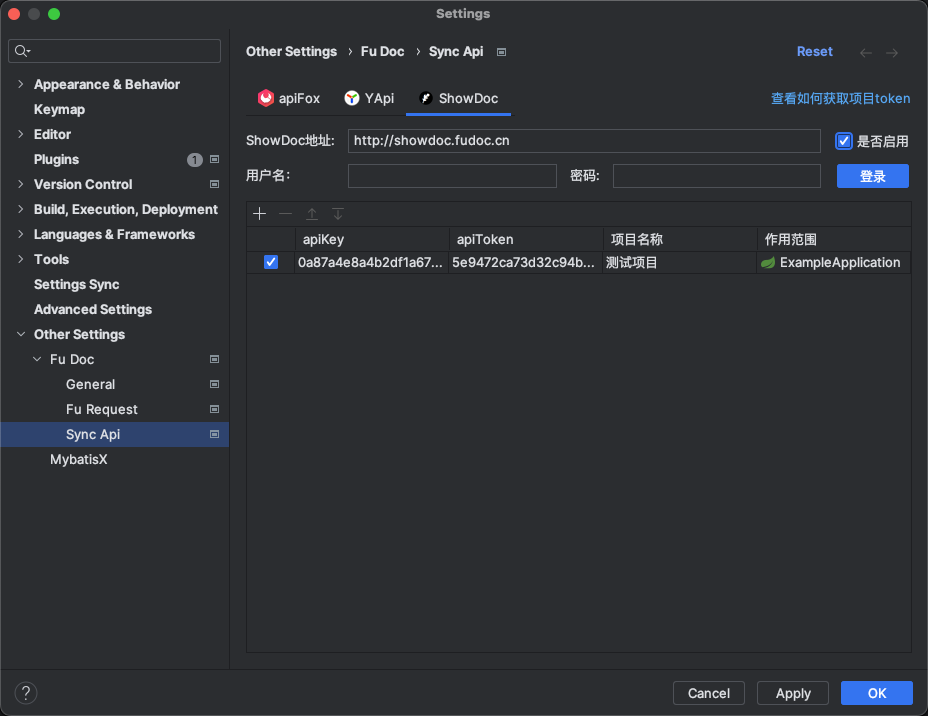 Settings
Other Settings › Fu Doc › Sync Api
Reset
Appearance & Behavior
Keymap
Editor
Plugins 1
Version Control
Build, Execution, Deployment
Languages & Frameworks
Tools
Settings Sync
Advanced Settings
Other Settings
Fu Doc
General
Fu Request
Sync Api
MybatisX
apiFox YApi ShowDoc
查看如何获取项目token
ShowDoc地址: http://showdoc.fudoc.cn 是否启用
用户名: 密码: 登录
apiKey apiToken 项目名称 作用范围
0a87a4e8a4b2df1a67... 5e9472ca73d32c94b... 测试项目 ExampleApplication
? Cancel Apply OK